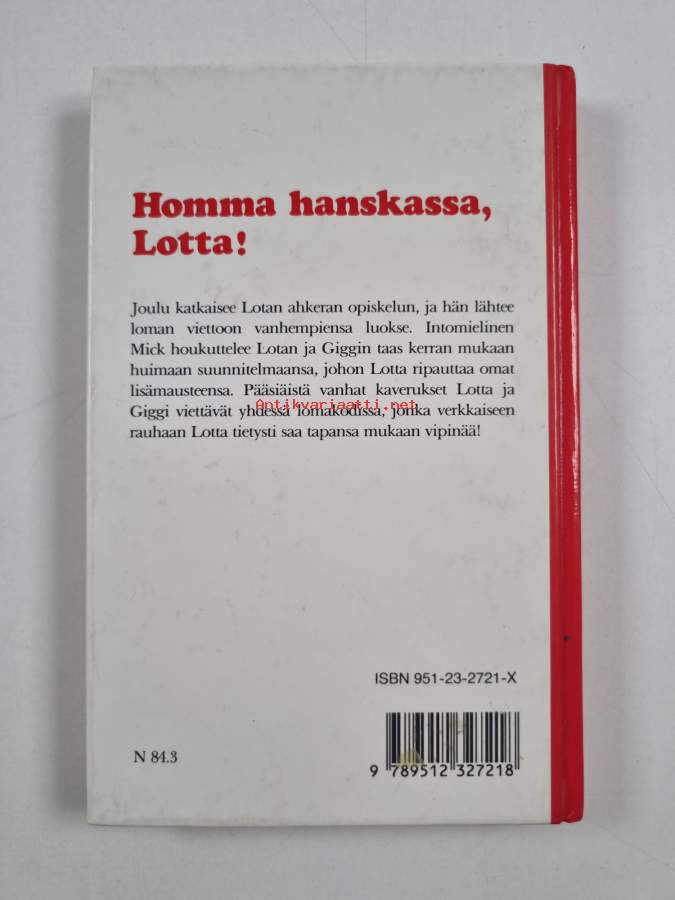 Homma hanskassa,
Lotta!
Joulu katkaisee Lotan ahkeran opiskelun, ja hän lähtee
loman viettoon vanhempiensa luokse. Intomielinen
Mick houkuttelee Lotan ja Giggin taas kerran mukaan
huimaan suunnitelmaansa, johon Lotta ripauttaa omat
lisämausteensa. Pääsiäistä vanhat kaverukset Lotta ja
Antikvariaatti.net
Giggi viettävät yhdessä lomakodissa, jonka verkkaiseen
rauhaan Lotta tietysti saa tapansa mukaan vipinää!
ISBN 951-23-2721-X
N 84.3
9 789512 327218